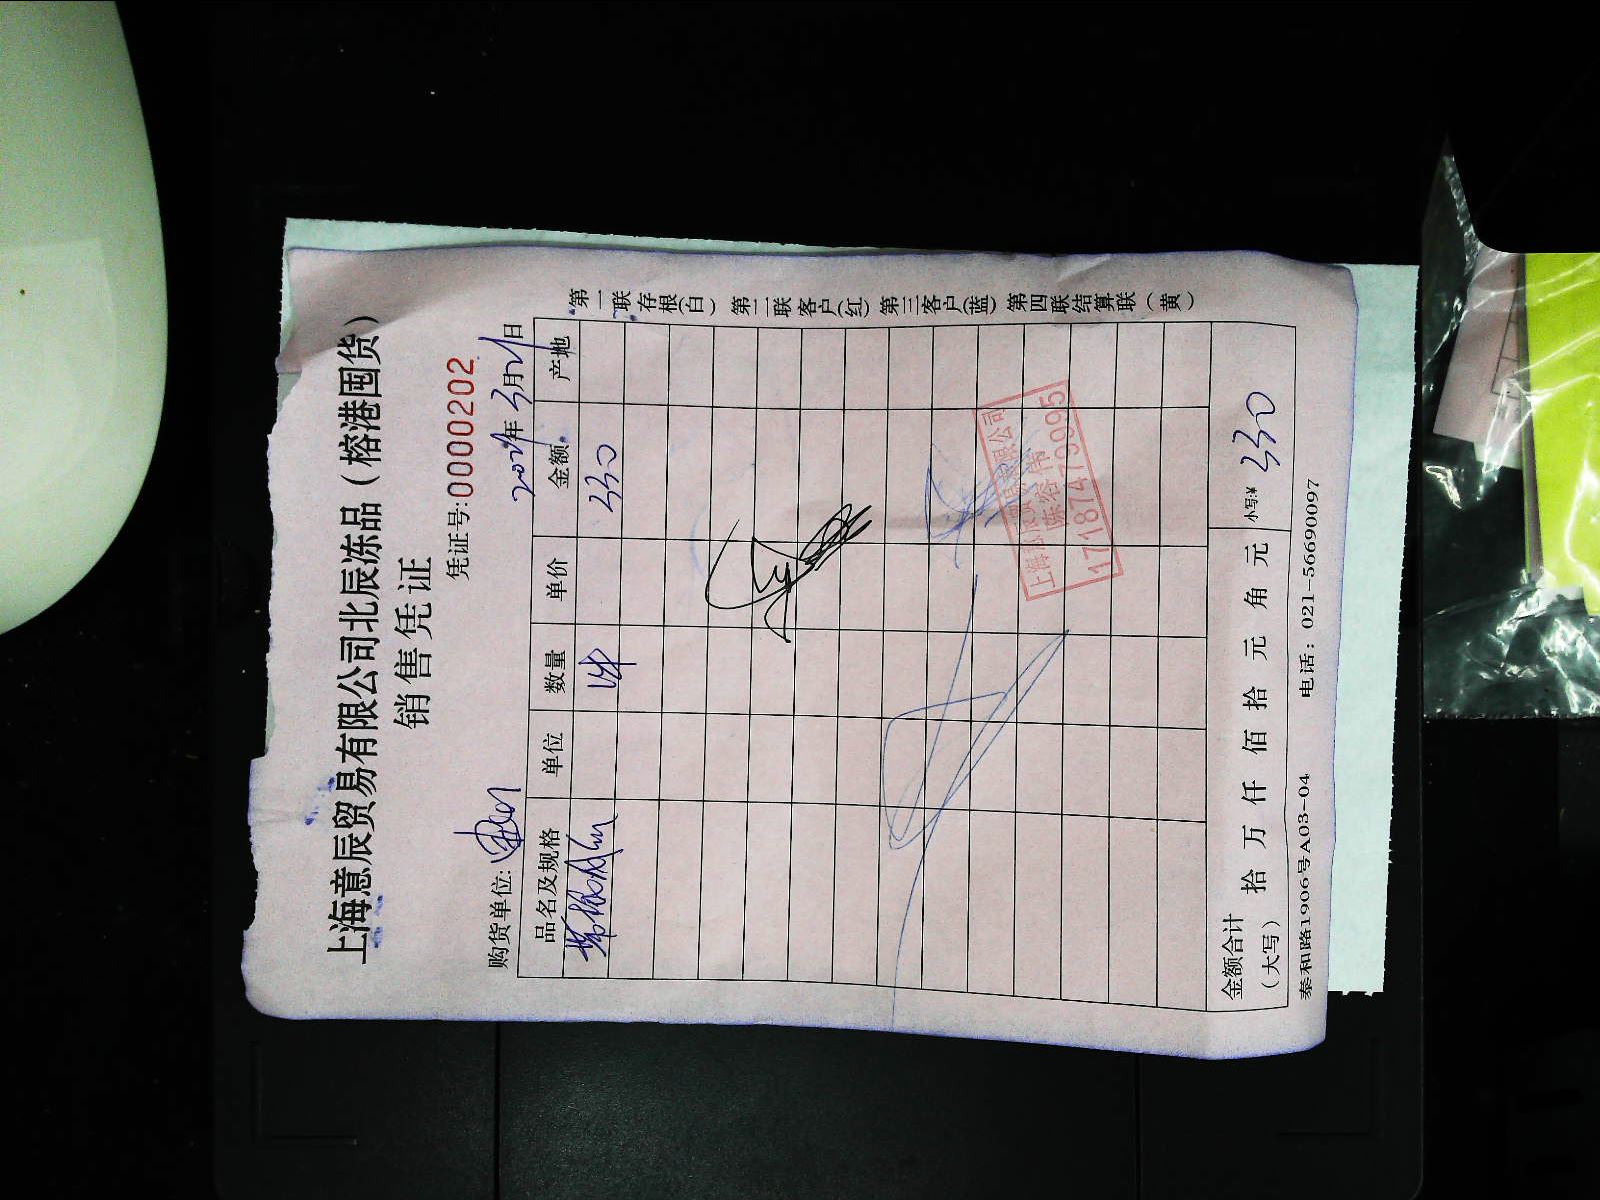 上海意辰贸易有限公司北辰冻品（榕港囤货）
销售凭证
凭证号:0000202
购货单位:
年3月21日
品名及规格 单位 数量 单价 金额 产地
330
金额合计（大写） 拾 万 仟 佰 拾 元 角 元 小写:¥ 330
泰和路1906号A03-04 电话：021-56690097
第一联存根(白) 第二联客户(红) 第三客户(蓝) 第四联结算联（黄）
17187479995